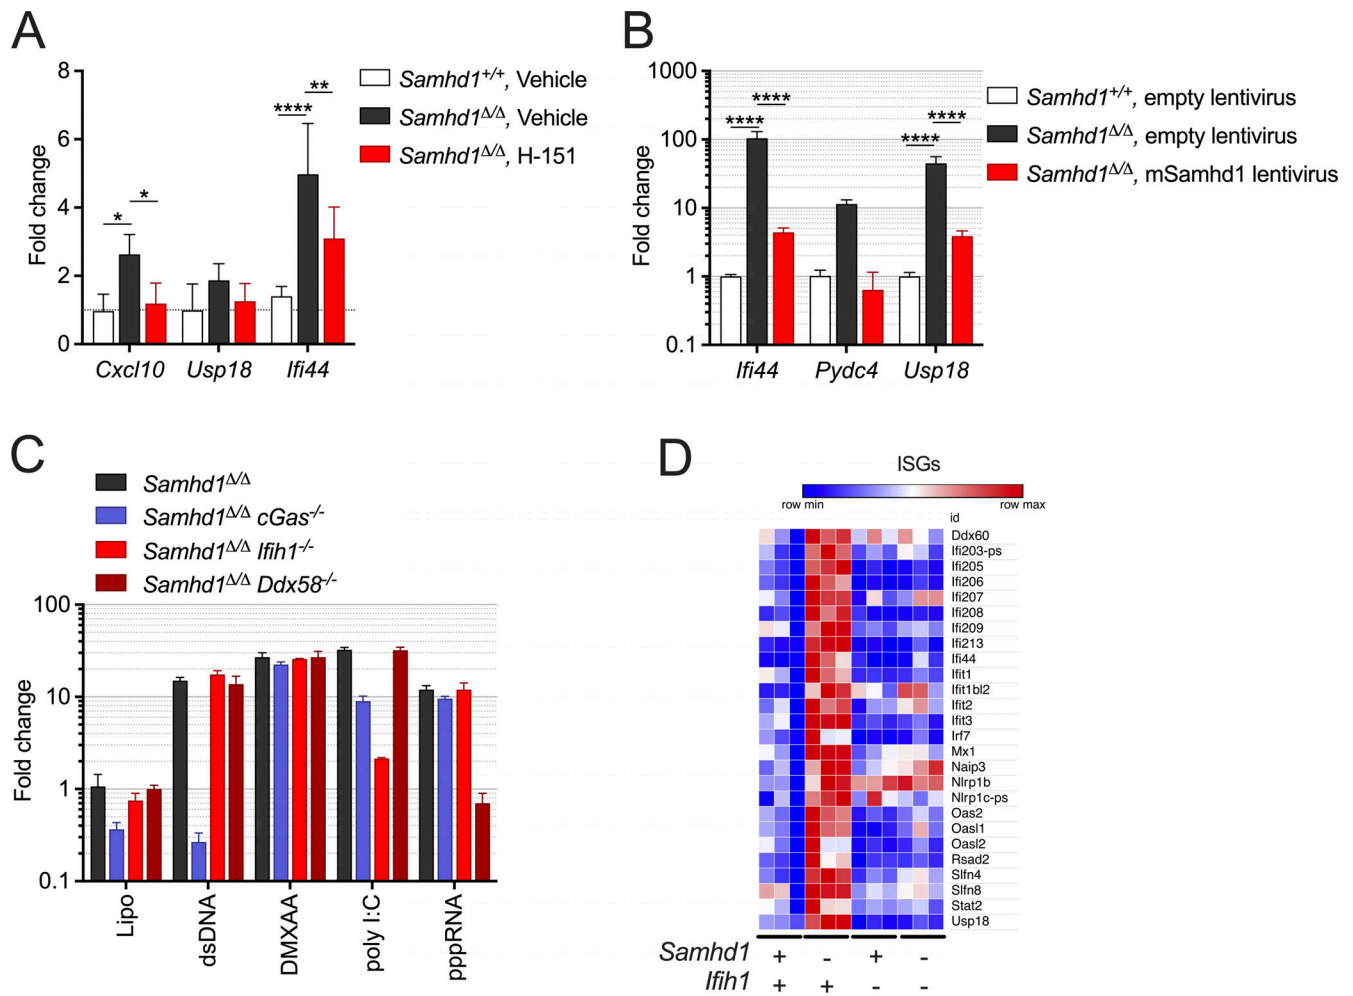 A
8
6
4
2
0
Fold change
Cxcl10 Usp18 Ifi44
* * **** **
Samhd1+/+, Vehicle
Samhd1Δ/Δ, Vehicle
Samhd1Δ/Δ, H-151
B
1000
100
10
1
0.1
Fold change
Ifi44 Pydc4 Usp18
**** **** **** ****
Samhd1+/+, empty lentivirus
Samhd1Δ/Δ, empty lentivirus
Samhd1Δ/Δ, mSamhd1 lentivirus
C
Samhd1Δ/Δ
Samhd1Δ/Δ cGas-/-
Samhd1Δ/Δ Ifih1-/-
Samhd1Δ/Δ Ddx58-/-
100
10
1
0.1
Fold change
Lipo
dsDNA
DMXAA
poly I:C
pppRNA
D
ISGs
row min row max
id
Ddx60
Ifi203-ps
Ifi205
Ifi206
Ifi207
Ifi208
Ifi209
Ifi213
Ifi44
Ifit1
Ifit1bl2
Ifit2
Ifit3
Irf7
Mx1
Naip3
Nlrp1b
Nlrp1c-ps
Oas2
Oasl1
Oasl2
Rsad2
Slfn4
Slfn8
Stat2
Usp18
Samhd1 + - + -
Ifih1 + + - -